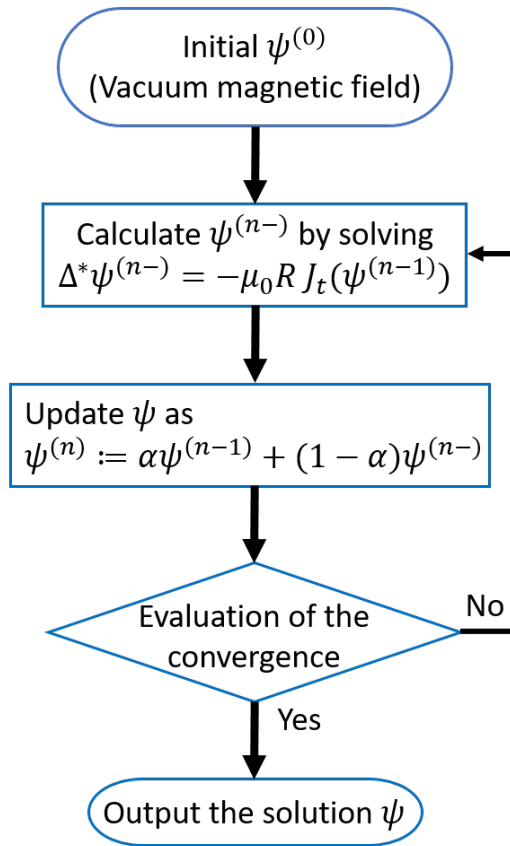 Initial ψ⁽⁰⁾
(Vacuum magnetic field)
Calculate ψ⁽ⁿ⁻⁾ by solving
Δ*ψ⁽ⁿ⁻⁾ = −μ₀R Jₜ(ψ⁽ⁿ⁻¹⁾)
Update ψ as
ψ⁽ⁿ⁾ ≔ αψ⁽ⁿ⁻¹⁾ + (1 − α)ψ⁽ⁿ⁻⁾
Evaluation of the
convergence
No
Yes
Output the solution ψ